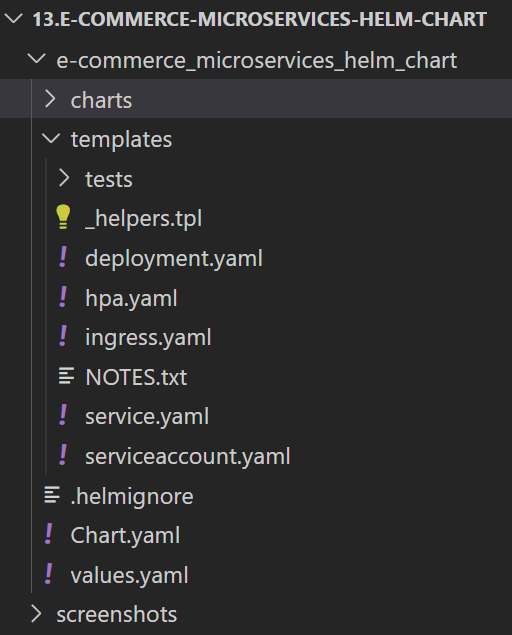 13.E-COMMERCE-MICROSERVICES-HELM-CHART
e-commerce_microservices_helm_chart
charts
templates
tests
_helpers.tpl
deployment.yaml
hpa.yaml
ingress.yaml
NOTES.txt
service.yaml
serviceaccount.yaml
.helmignore
Chart.yaml
values.yaml
screenshots